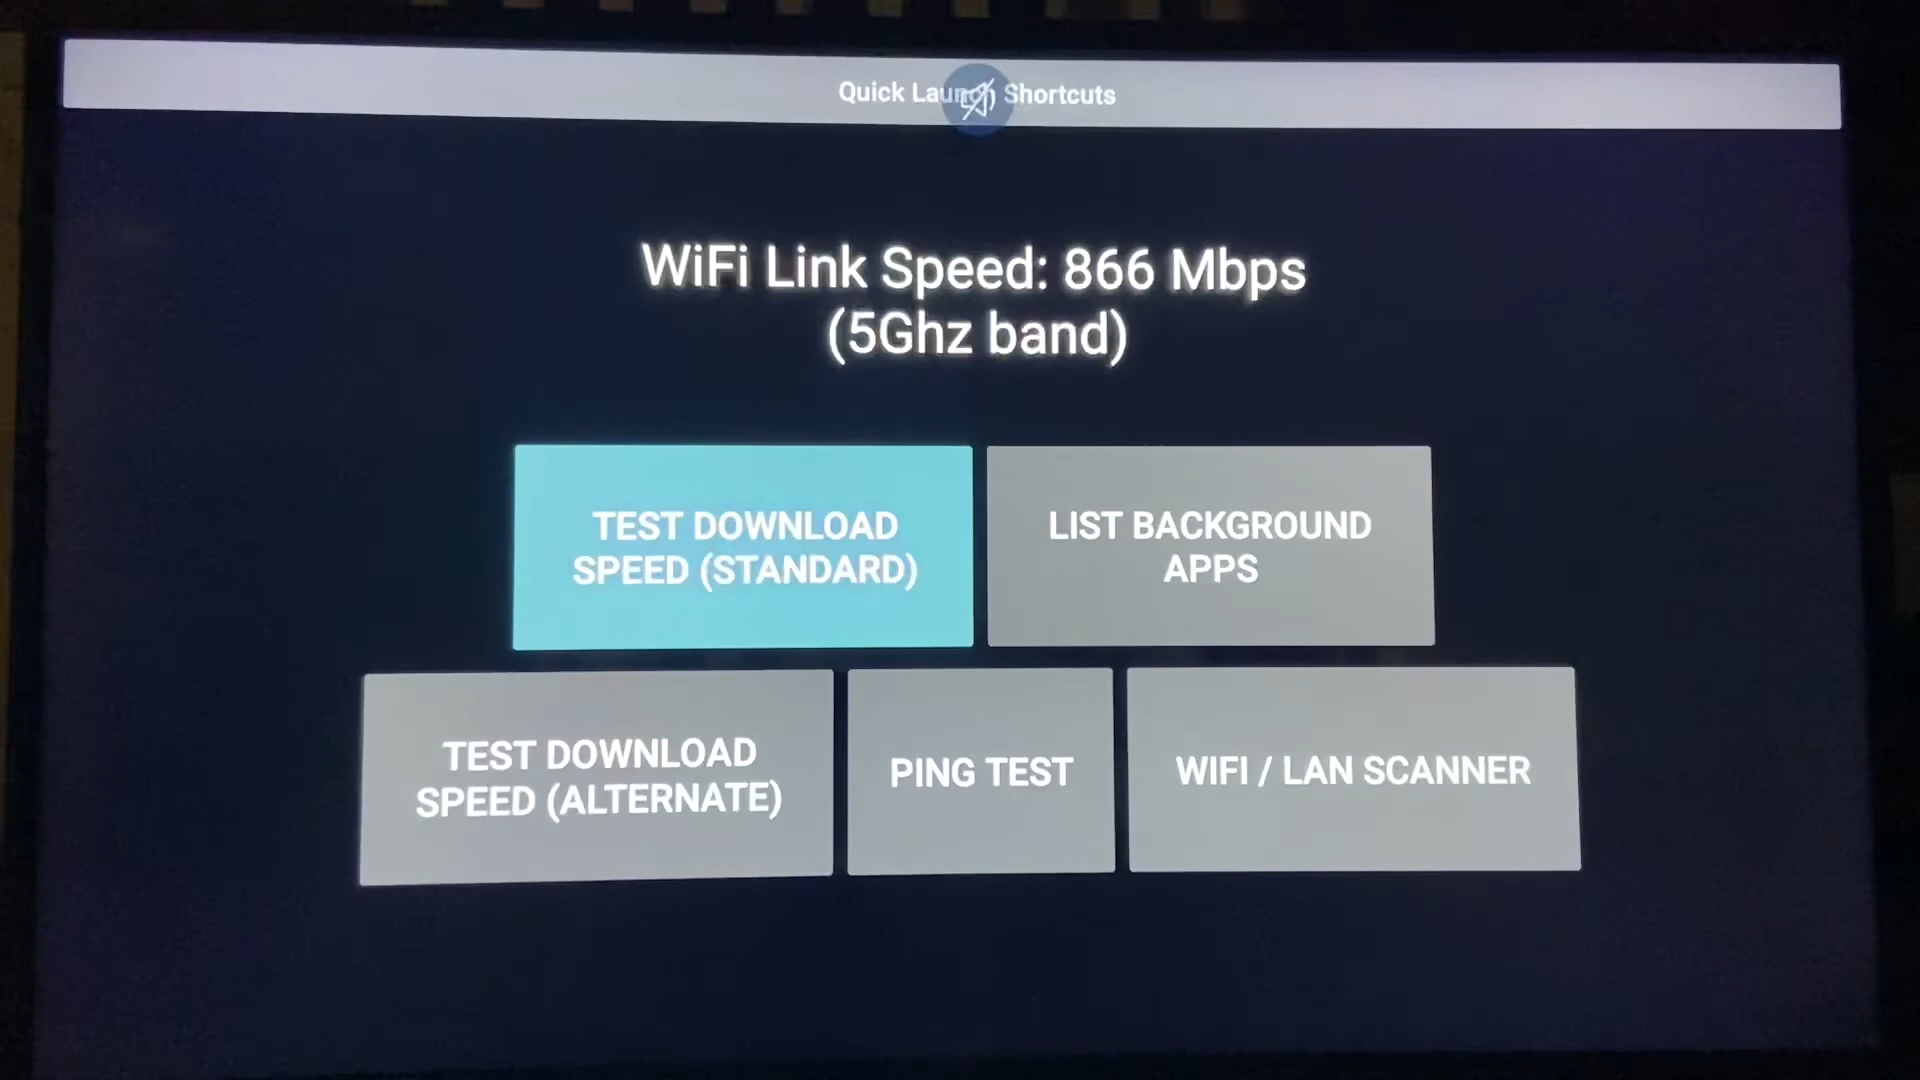 Quick Launch Shortcuts
WiFi Link Speed: 866 Mbps
(5Ghz band)
TEST DOWNLOAD
SPEED (STANDARD)
LIST BACKGROUND
APPS
TEST DOWNLOAD
SPEED (ALTERNATE)
PING TEST
WIFI / LAN SCANNER